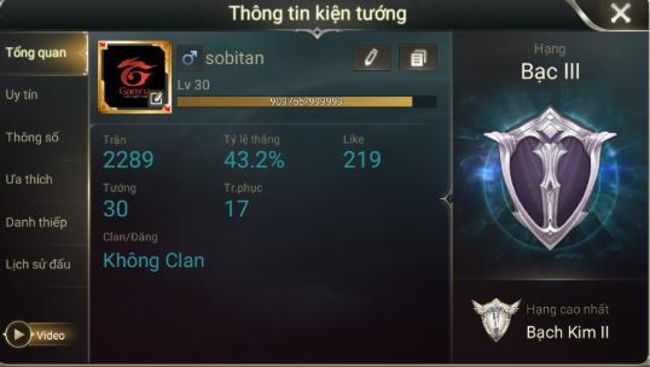 Thông tin kiện tướng
Tổng quan
Uy tín
Thông số
Ưa thích
Danh thiếp
Lịch sử đấu
Video
Garena
sobitan
Lv 30
Trận
2289
Tỷ lệ thắng
43.2%
Like
219
Tướng
30
Tr.phục
17
Clan/Đăng
Không Clan
Hạng
Bạc III
Hạng cao nhất
Bạch Kim II